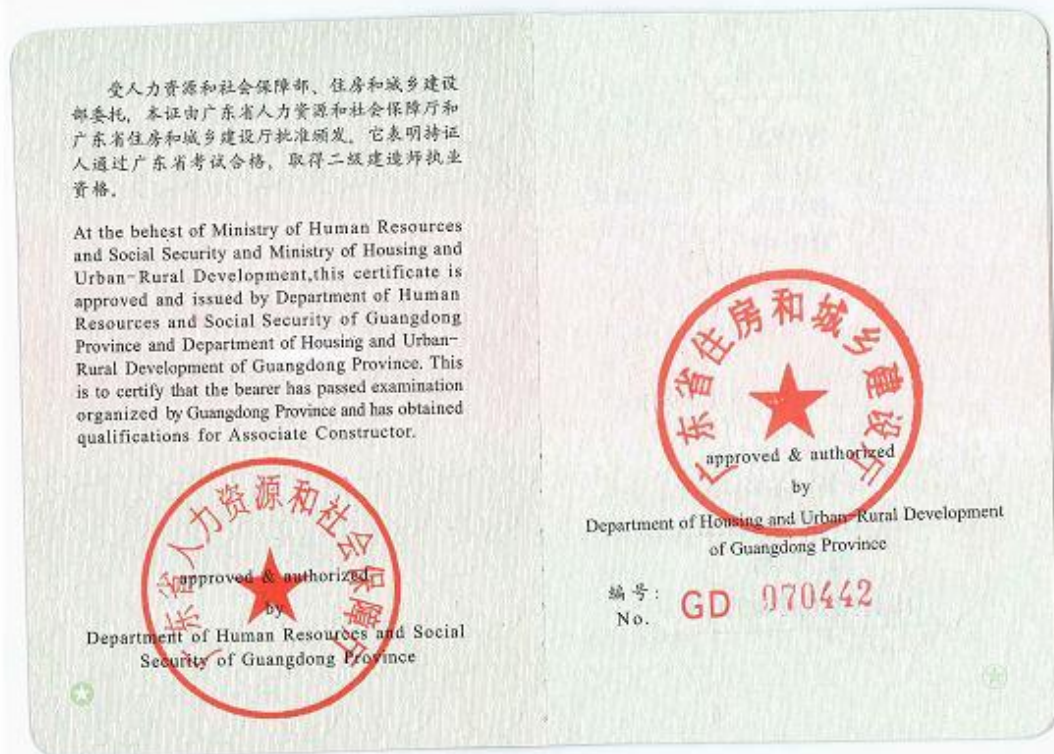 受人力资源和社会保障部、住房和城乡建设
部委托，本证由广东省人力资源和社会保障厅和
广东省住房和城乡建设厅批准颁发，它表明持证
人通过广东省考试合格，取得二级建造师执业
资格。
At the behest of Ministry of Human Resources
and Social Security and Ministry of Housing and
Urban-Rural Development,this certificate is
approved and issued by Department of Human
Resources and Social Security of Guangdong
Province and Department of Housing and Urban-
Rural Development of Guangdong Province. This
is to certify that the bearer has passed examination
organized by Guangdong Province and has obtained
qualifications for Associate Constructor.
广东省人力资源和社会保障厅
approved & authorized
by
Department of Human Resources and Social
Security of Guangdong Province
广东省住房和城乡建设厅
approved & authorized
by
Department of Housing and Urban-Rural Development
of Guangdong Province
编号：
No. GD 070442